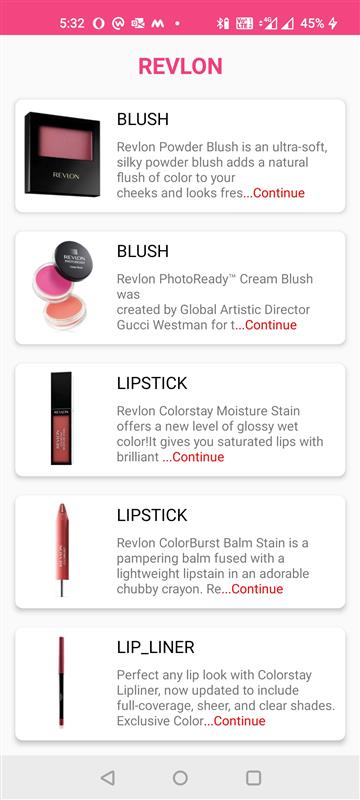 5:32
45%
REVLON
BLUSH
Revlon Powder Blush is an ultra-soft,
silky powder blush adds a natural
flush of color to your
cheeks and looks fres...Continue
REVLON
BLUSH
Revlon PhotoReady™ Cream Blush
was
created by Global Artistic Director
Gucci Westman for t...Continue
REVLON
LIPSTICK
Revlon Colorstay Moisture Stain
offers a new level of glossy wet
color!It gives you saturated lips with
brilliant ...Continue
REVLON
LIPSTICK
Revlon ColorBurst Balm Stain is a
pampering balm fused with a
lightweight lipstain in an adorable
chubby crayon. Re...Continue
REVLON
LIP_LINER
Perfect any lip look with Colorstay
Lipliner, now updated to include
full-coverage, sheer, and clear shades.
Exclusive Color...Continue